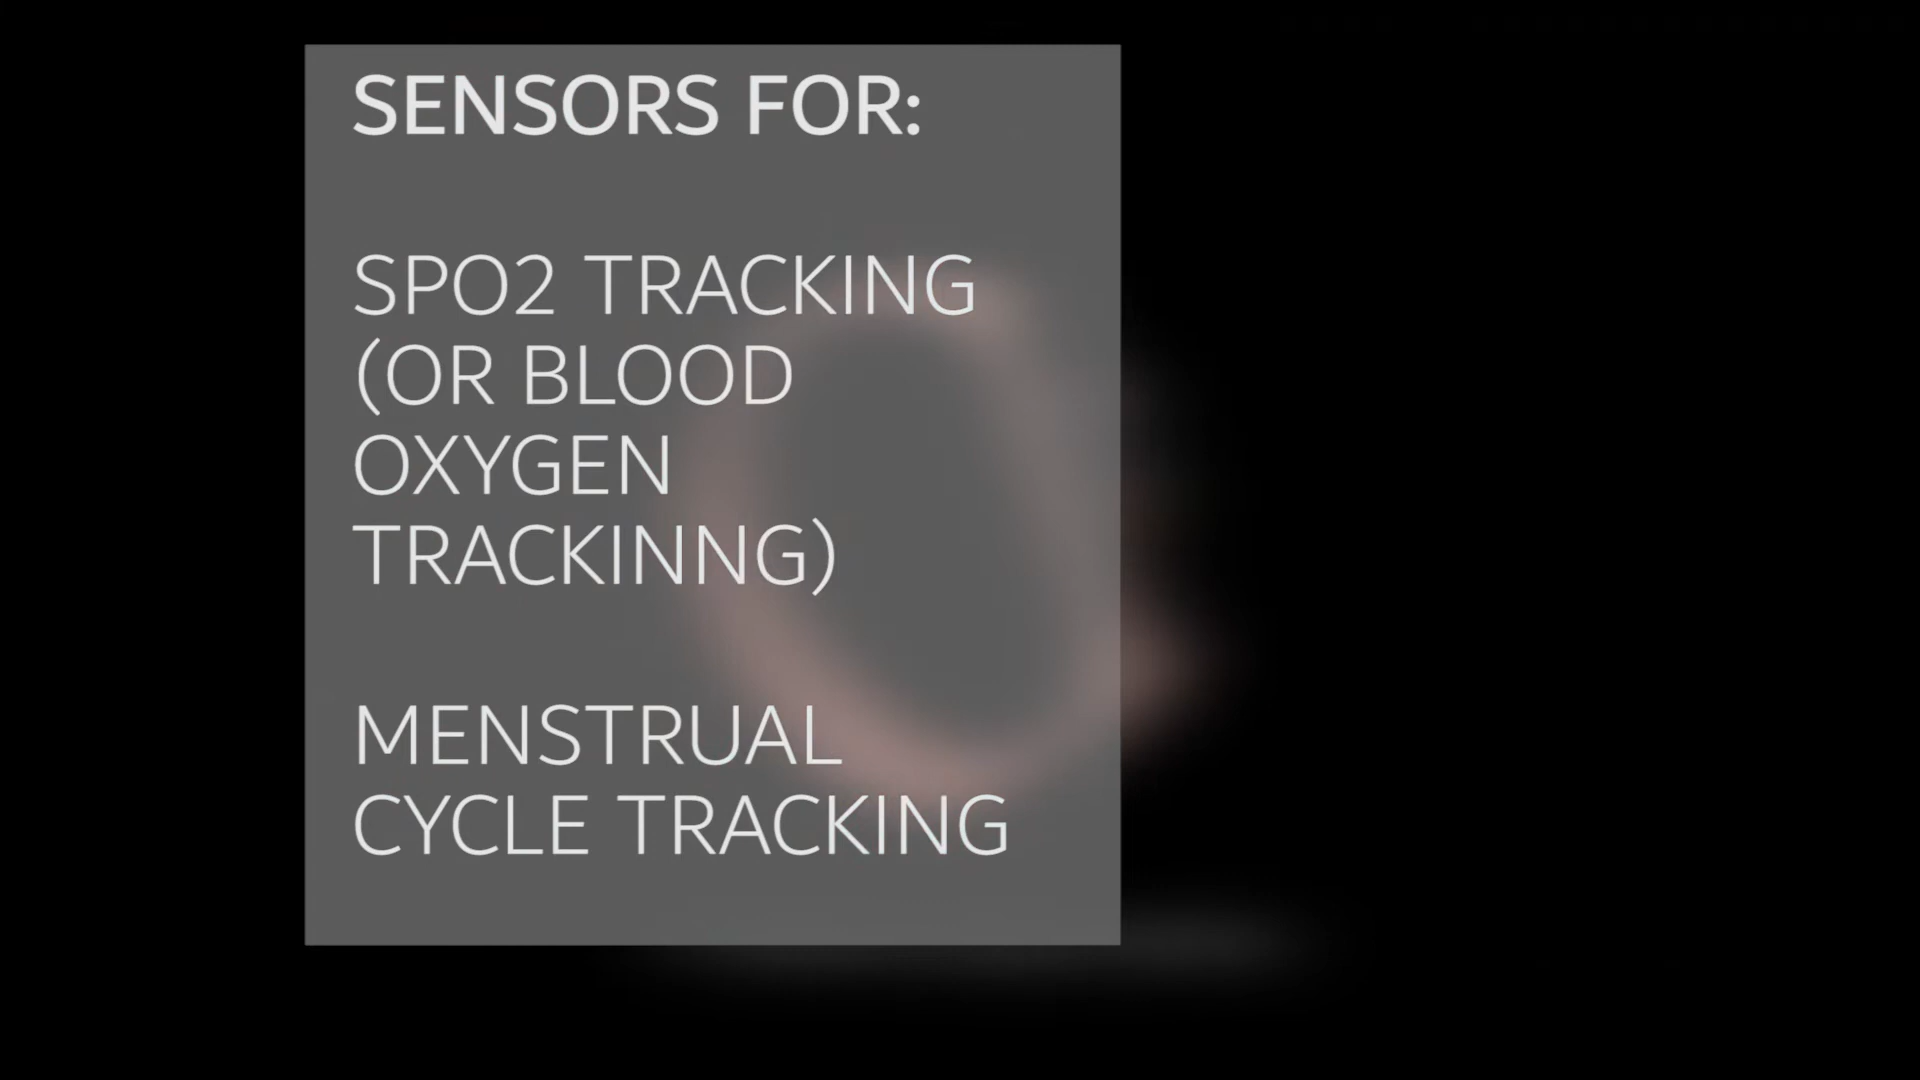 SENSORS FOR:
SPO2 TRACKING
(OR BLOOD
OXYGEN
TRACKINNG)
MENSTRUAL
CYCLE TRACKING